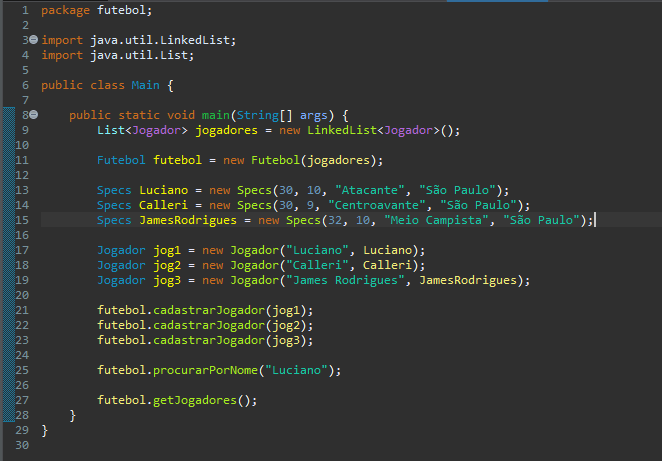 1 package futebol;
2
3 import java.util.LinkedList;
4 import java.util.List;
5
6 public class Main {
7
8     public static void main(String[] args) {
9         List<Jogador> jogadores = new LinkedList<Jogador>();
10
11         Futebol futebol = new Futebol(jogadores);
12
13         Specs Luciano = new Specs(30, 10, "Atacante", "São Paulo");
14         Specs Calleri = new Specs(30, 9, "Centroavante", "São Paulo");
15         Specs JamesRodrigues = new Specs(32, 10, "Meio Campista", "São Paulo");
16
17         Jogador jog1 = new Jogador("Luciano", Luciano);
18         Jogador jog2 = new Jogador("Calleri", Calleri);
19         Jogador jog3 = new Jogador("James Rodrigues", JamesRodrigues);
20
21         futebol.cadastrarJogador(jog1);
22         futebol.cadastrarJogador(jog2);
23         futebol.cadastrarJogador(jog3);
24
25         futebol.procurarPorNome("Luciano");
26
27         futebol.getJogadores();
28     }
29 }
30